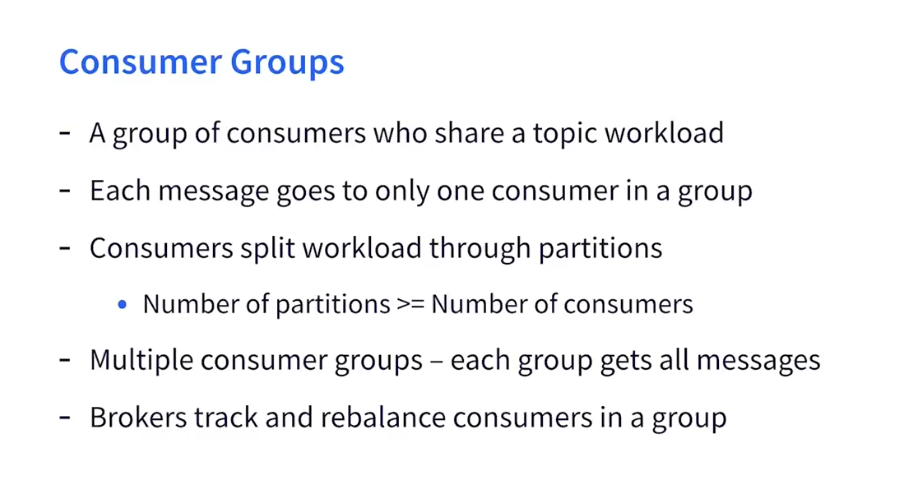 Consumer Groups
- A group of consumers who share a topic workload
- Each message goes to only one consumer in a group
- Consumers split workload through partitions
• Number of partitions >= Number of consumers
- Multiple consumer groups – each group gets all messages
- Brokers track and rebalance consumers in a group